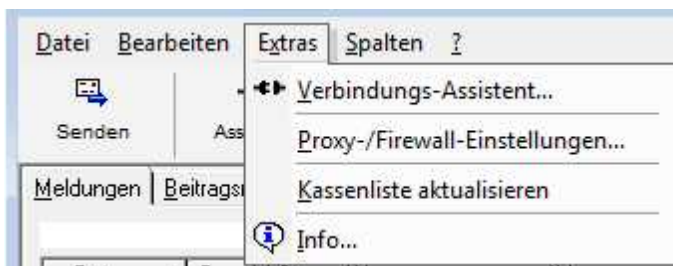 Datei Bearbeiten Extras Spalten ?
Verbindungs-Assistent...
Senden
Proxy-/Firewall-Einstellungen...
Meldungen
Kassenliste aktualisieren
Info...